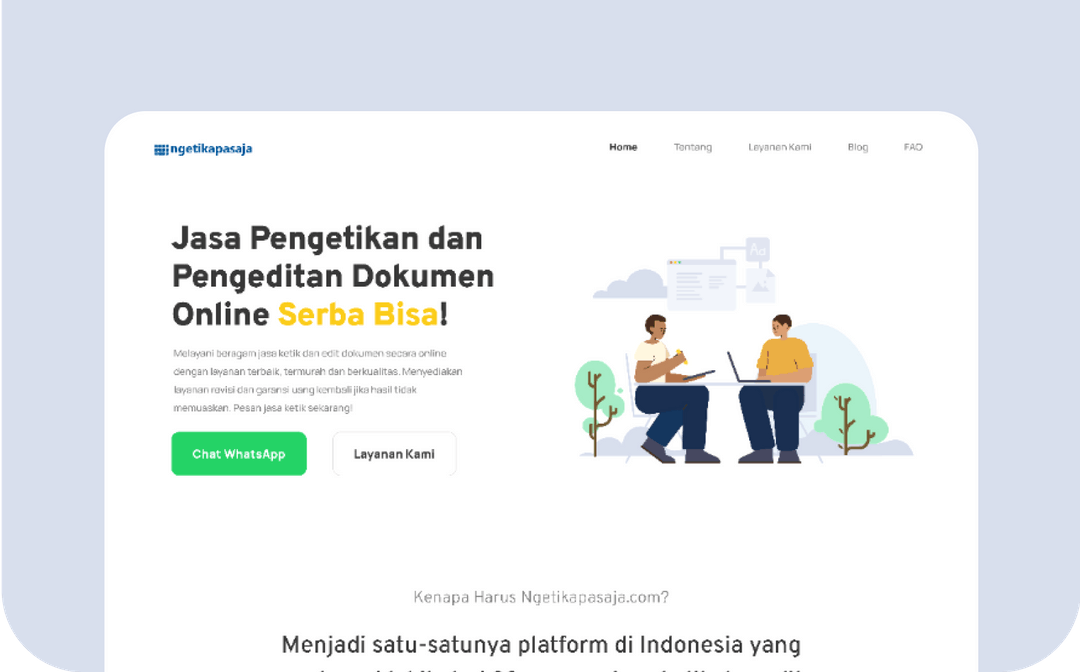 ngetikapasaja
Home Tentang Layanan Kami Blog FAQ
Jasa Pengetikan dan
Pengeditan Dokumen
Online Serba Bisa!
Melayani beragam jasa ketik dan edit dokumen secara online
dengan layanan terbaik, termurah dan berkualitas. Menyediakan
layanan revisi dan garansi uang kembali jika hasil tidak
memuaskan. Pesan jasa ketik sekarang!
Chat WhatsApp Layanan Kami
Ad
Kenapa Harus Ngetikapasaja.com?
Menjadi satu-satunya platform di Indonesia yang